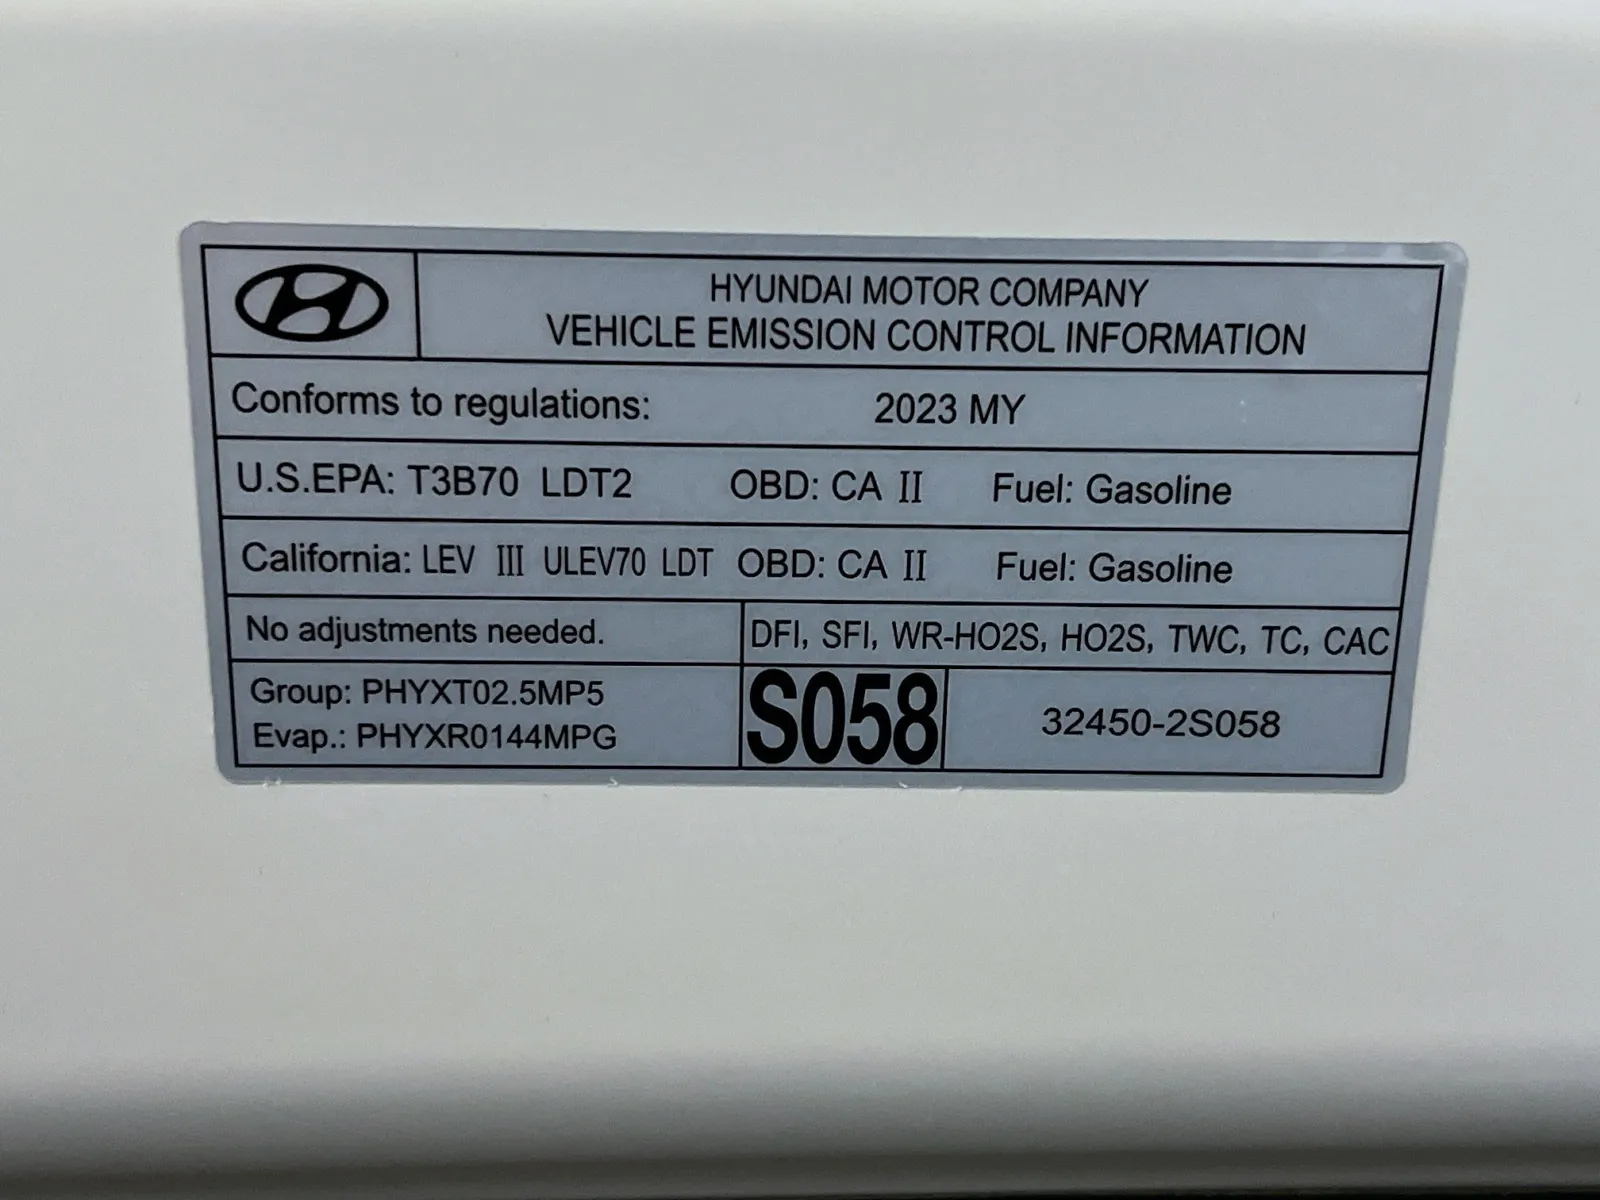 HYUNDAI MOTOR COMPANY
VEHICLE EMISSION CONTROL INFORMATION
Conforms to regulations: 2023 MY
U.S.EPA: T3B70 LDT2 OBD: CA II Fuel: Gasoline
California: LEV III ULEV70 LDT OBD: CA II Fuel: Gasoline
No adjustments needed. DFI, SFI, WR-HO2S, HO2S, TWC, TC, CAC
Group: PHYXT02.5MP5
Evap.: PHYXR0144MPG
S058
32450-2S058